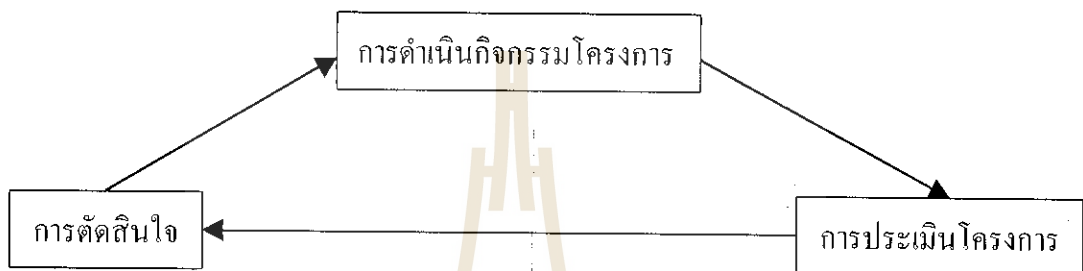 การดำเนินกิจกรรมโครงการ
การตัดสินใจ
การประเมินโครงการ